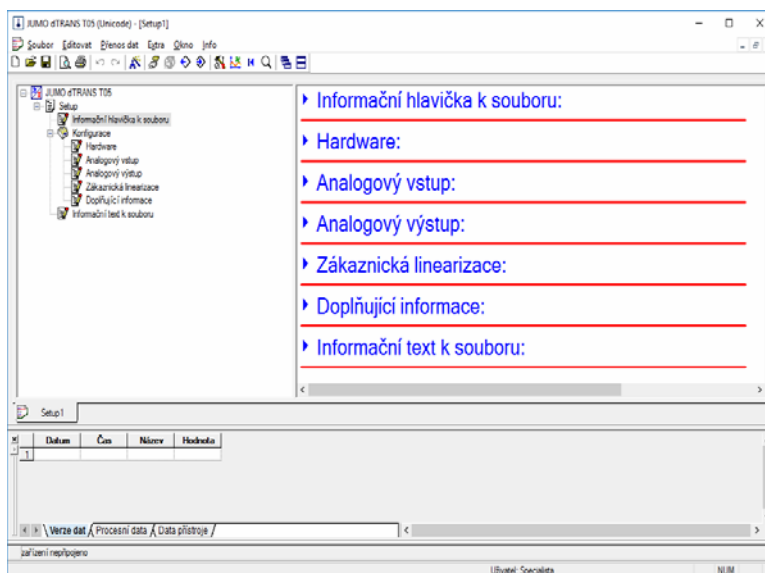 JUMO dTRANS T05 (Unicode) - [Setup1]
Soubor Editovat Přenos dat Extra Okno Info
JUMO dTRANS T05
Setup
Informační hlavička k souboru
Konfigurace
Hardware
Analogový vstup
Analogový výstup
Zákaznická linearizace
Doplňující informace
Informační text k souboru
Informační hlavička k souboru:
Hardware:
Analogový vstup:
Analogový výstup:
Zákaznická linearizace:
Doplňující informace:
Informační text k souboru:
Setup1
Datum Čas Název Hodnota
1
Verze dat Procesní data Data přístroje
zařízení nepřipojeno
Uživatel: Specialista NUM